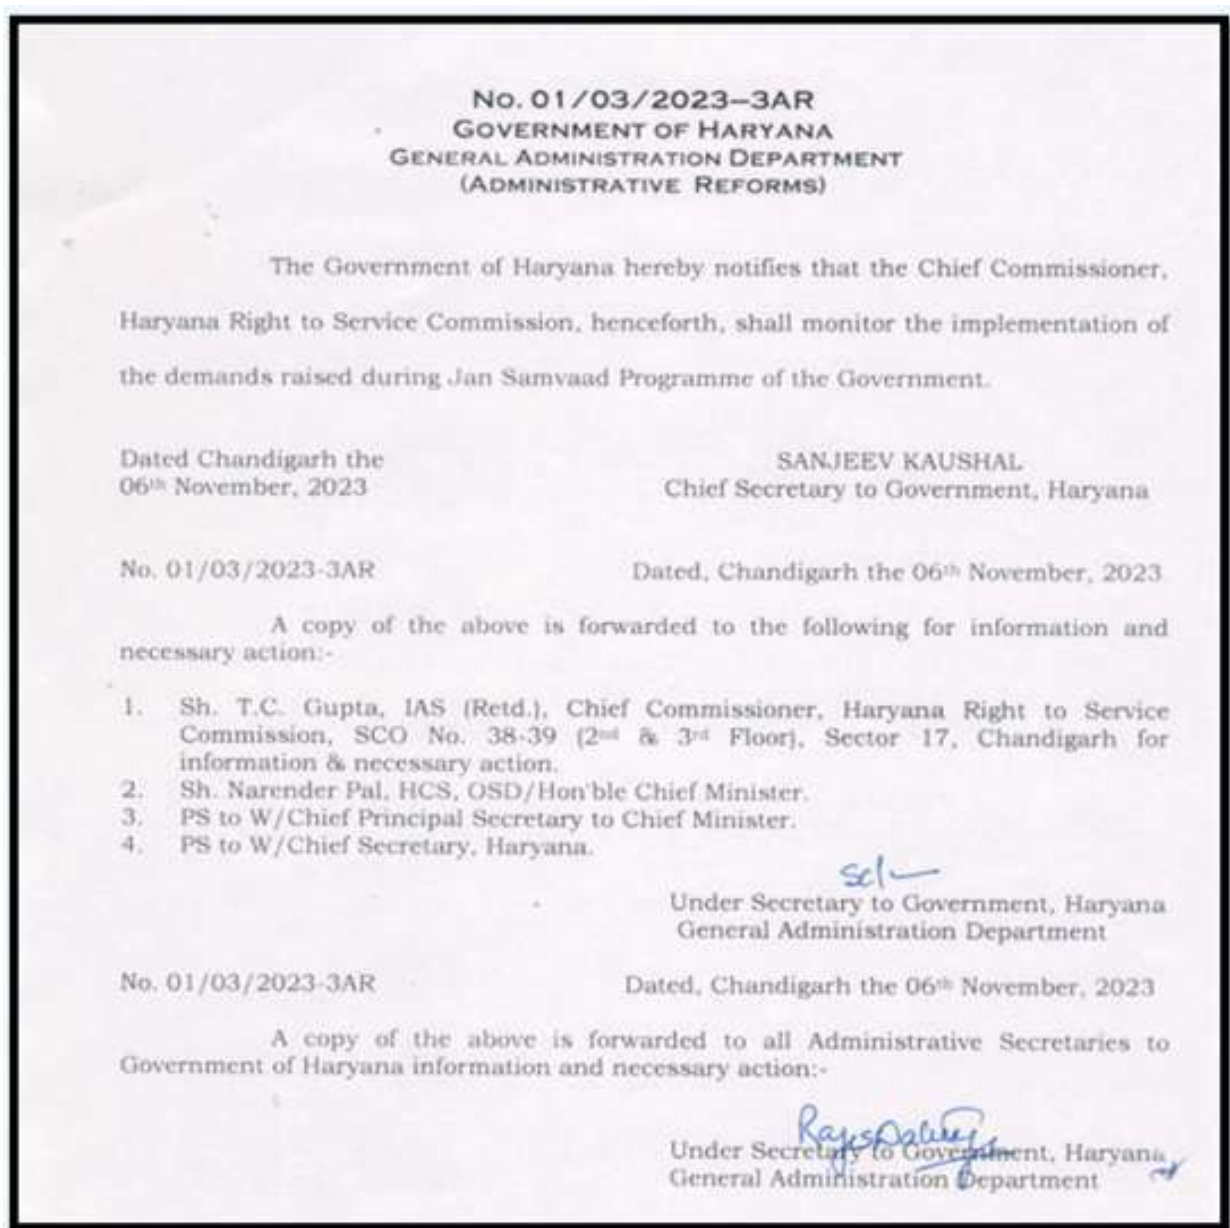 No. 01/03/2023–3AR
GOVERNMENT OF HARYANA
GENERAL ADMINISTRATION DEPARTMENT
(ADMINISTRATIVE REFORMS)
The Government of Haryana hereby notifies that the Chief Commissioner,
Haryana Right to Service Commission, henceforth, shall monitor the implementation of
the demands raised during Jan Samvaad Programme of the Government.
Dated Chandigarh the
06th November, 2023
SANJEEV KAUSHAL
Chief Secretary to Government, Haryana
No. 01/03/2023-3AR Dated, Chandigarh the 06th November, 2023
A copy of the above is forwarded to the following for information and
necessary action:-
1. Sh. T.C. Gupta, IAS (Retd.), Chief Commissioner, Haryana Right to Service
Commission, SCO No. 38-39 (2nd & 3rd Floor), Sector 17, Chandigarh for
information & necessary action.
2. Sh. Narender Pal, HCS, OSD/Hon'ble Chief Minister.
3. PS to W/Chief Principal Secretary to Chief Minister.
4. PS to W/Chief Secretary, Haryana.
sd/-
Under Secretary to Government, Haryana
General Administration Department
No. 01/03/2023-3AR Dated, Chandigarh the 06th November, 2023
A copy of the above is forwarded to all Administrative Secretaries to
Government of Haryana information and necessary action:-
Under Secretary to Government, Haryana
General Administration Department